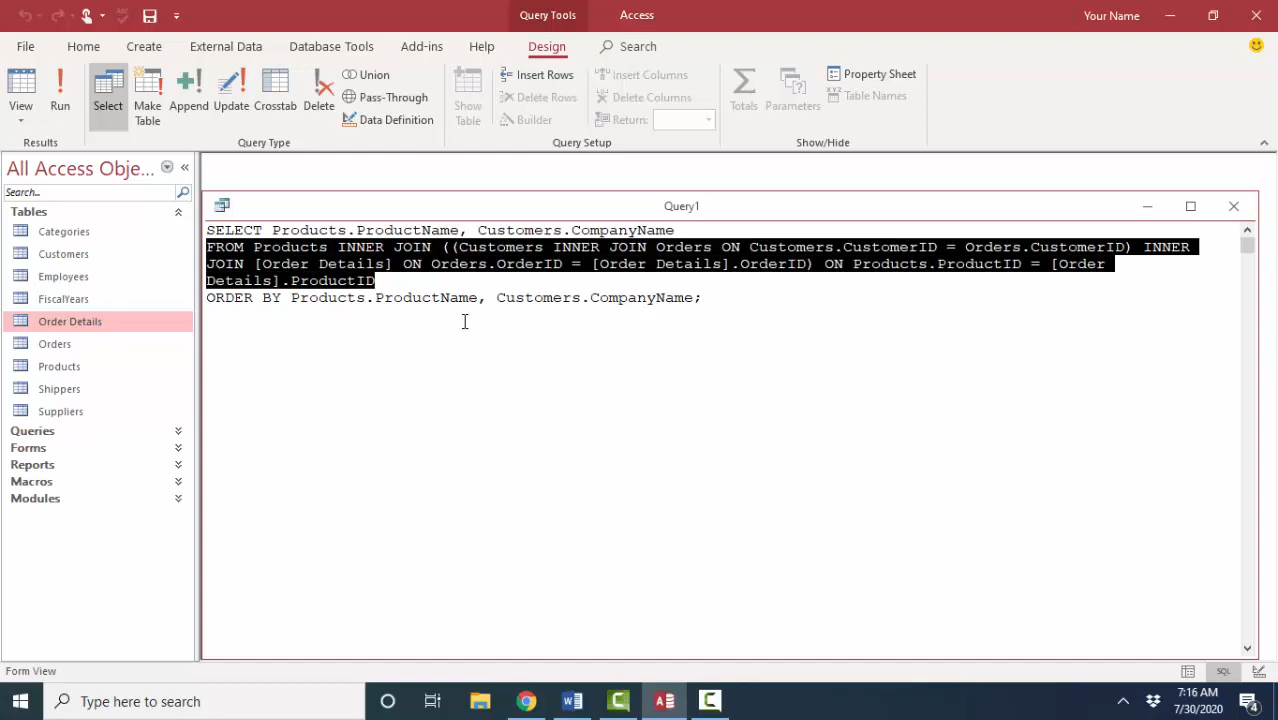 Query Tools
Access
Your Name
File
Home
Create
External Data
Database Tools
Add-ins
Help
Design
Search
View
Run
Select
Make
Table
Append
Update
Crosstab
Delete
Union
Pass-Through
Data Definition
Show
Table
Insert Rows
Delete Rows
Builder
Insert Columns
Delete Columns
Return:
Totals
Parameters
Property Sheet
Table Names
Results
Query Type
Query Setup
Show/Hide
All Access Obje...
Search...
Tables
Categories
Customers
Employees
FiscalYears
Order Details
Orders
Products
Shippers
Suppliers
Queries
Forms
Reports
Macros
Modules
Query1
SELECT Products.ProductName, Customers.CompanyName
FROM Products INNER JOIN ((Customers INNER JOIN Orders ON Customers.CustomerID = Orders.CustomerID) INNER
JOIN [Order Details] ON Orders.OrderID = [Order Details].OrderID) ON Products.ProductID = [Order
Details].ProductID
ORDER BY Products.ProductName, Customers.CompanyName;
Form View
SQL
Type here to search
7:16 AM
7/30/2020
4